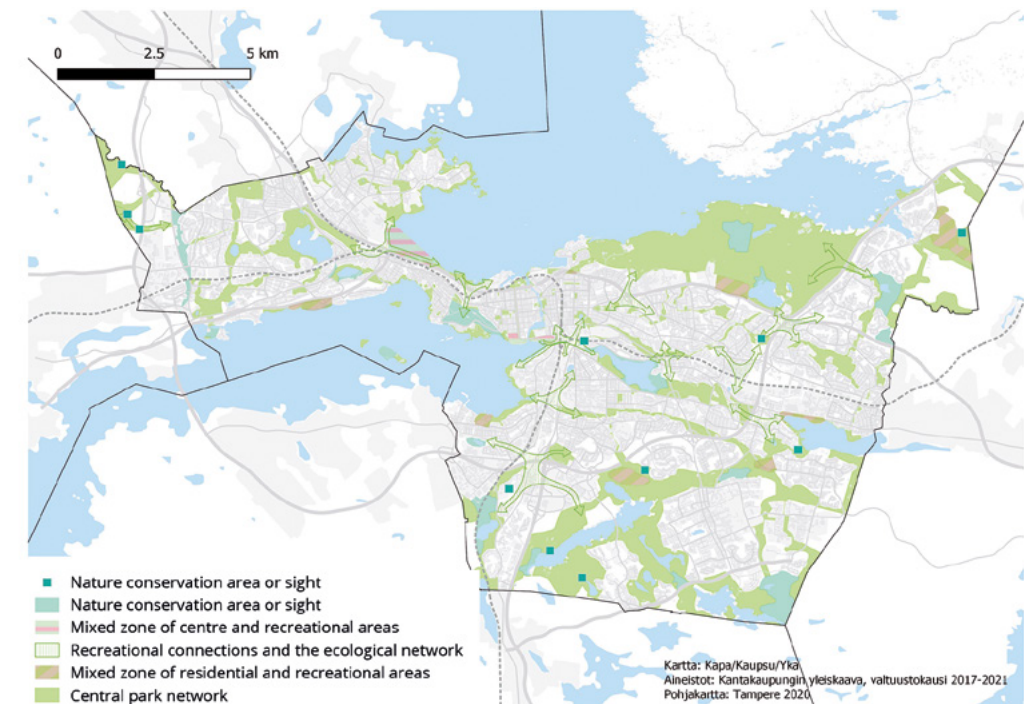 0 2.5 5 km
Nature conservation area or sight
Nature conservation area or sight
Mixed zone of centre and recreational areas
Recreational connections and the ecological network
Mixed zone of residential and recreational areas
Central park network
Kartta: Kapa/Kaupsu/Yka
Aineistot: Kantakaupungin yleiskaava, valtuustokausi 2017-2021
Pohjakartta: Tampere 2020